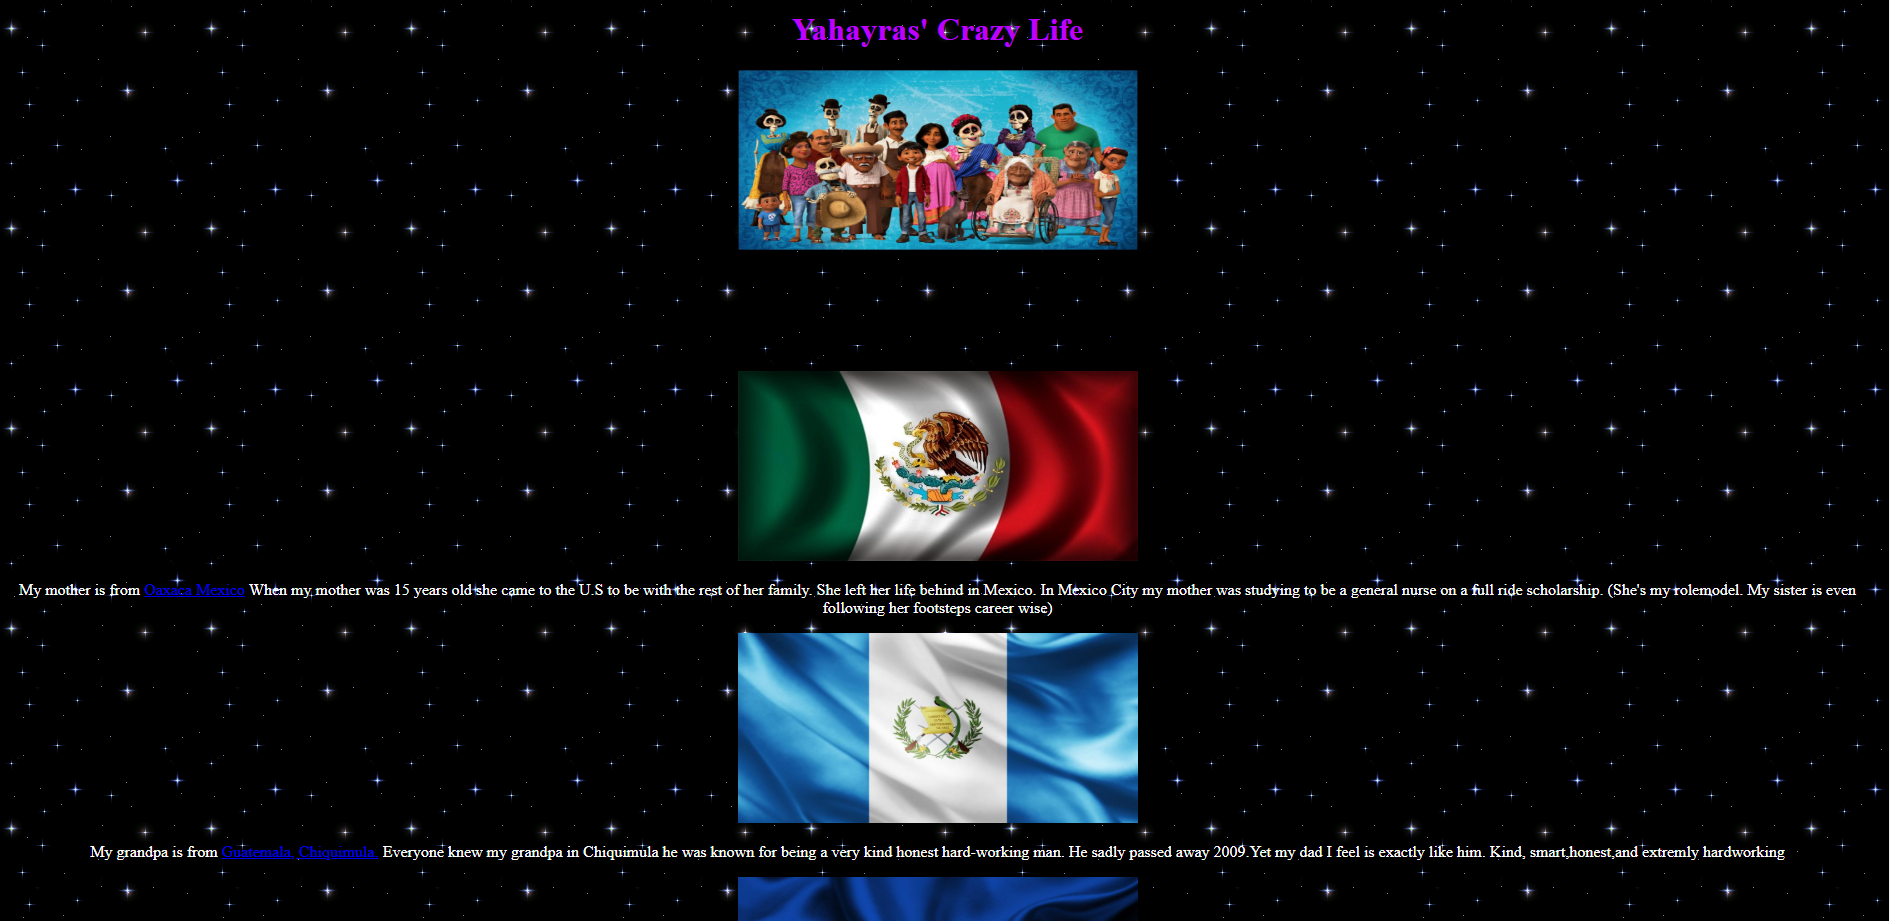 Yahayras' Crazy Life
My mother is from Oaxaca Mexico When my mother was 15 years old she came to the U.S to be with the rest of her family. She left her life behind in Mexico. In Mexico City my mother was studying to be a general nurse on a full ride scholarship. (She's my rolemodel. My sister is even
following her footsteps career wise)
My grandpa is from Guatemala, Chiquimula. Everyone knew my grandpa in Chiquimula he was known for being a very kind honest hard-working man. He sadly passed away 2009.Yet my dad I feel is exactly like him. Kind, smart,honest,and extremly hardworking